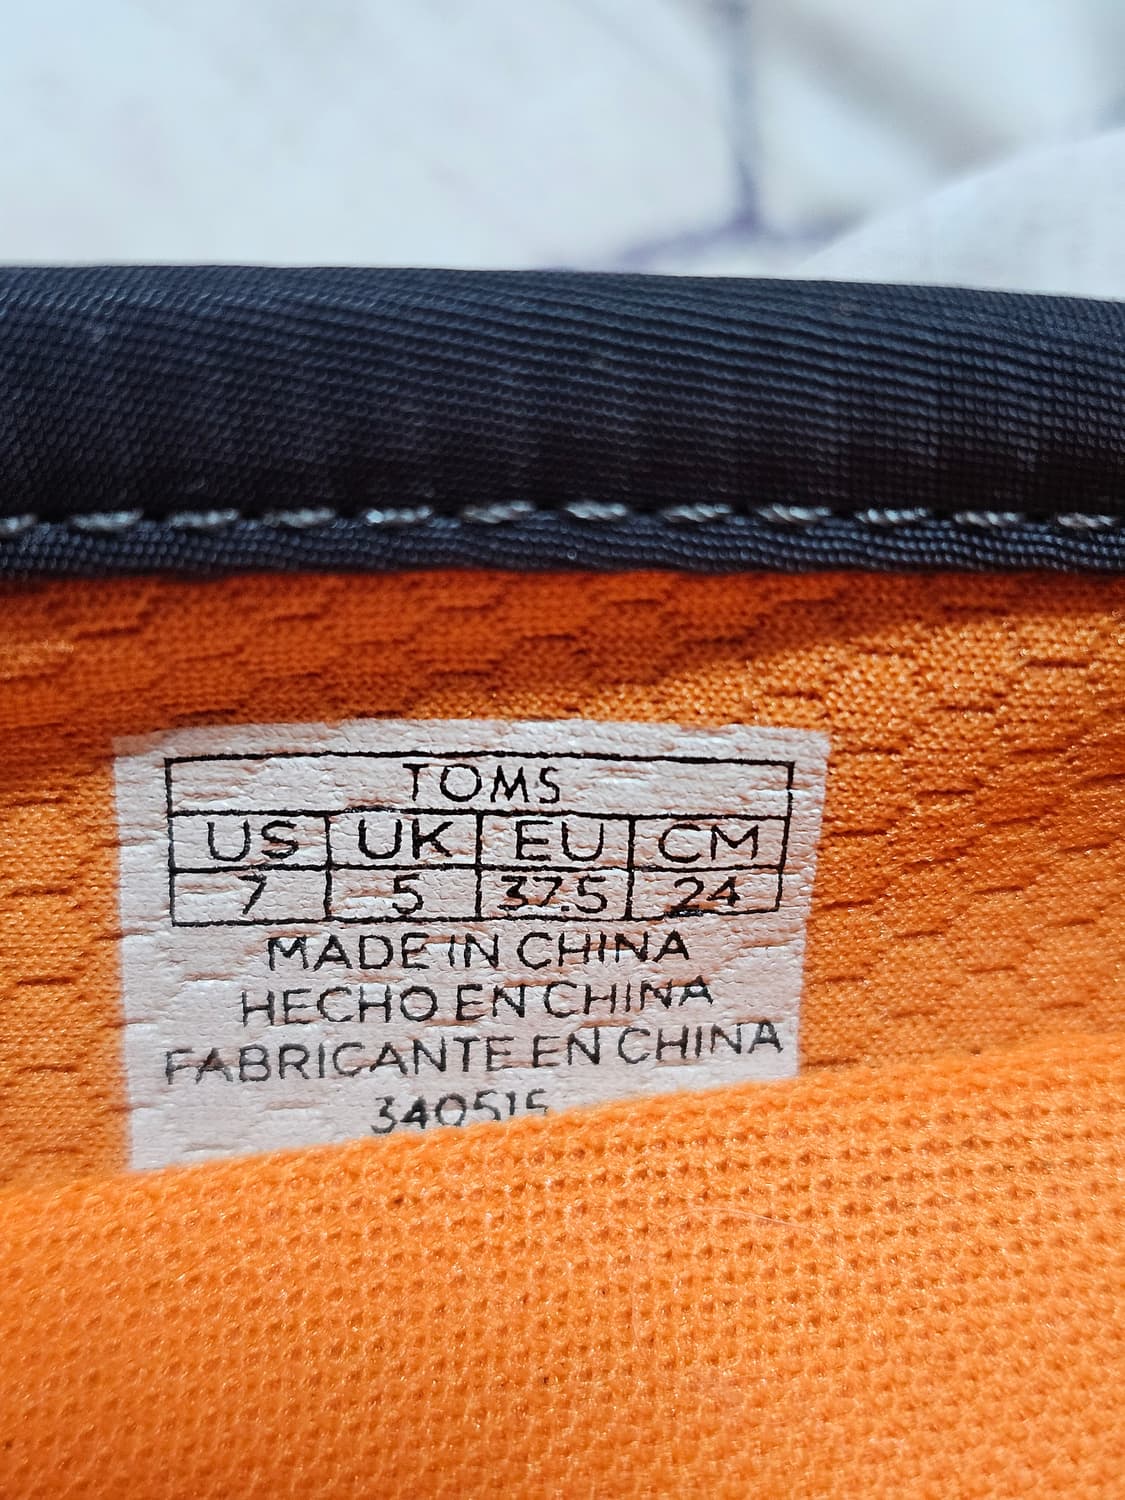 TOMS
US UK EU CM
7 5 37.5 24
MADE IN CHINA
HECHO EN CHINA
FABRICANTE EN CHINA
340515